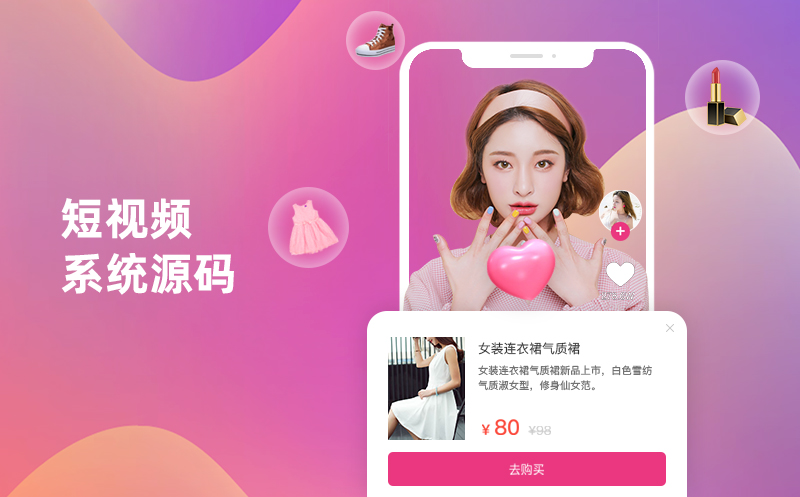 短视频
系统源码
女装连衣裙气质裙
女装连衣裙气质裙新品上市，白色雪纺
气质淑女型，修身仙女范。
¥ 80 ¥98
去购买